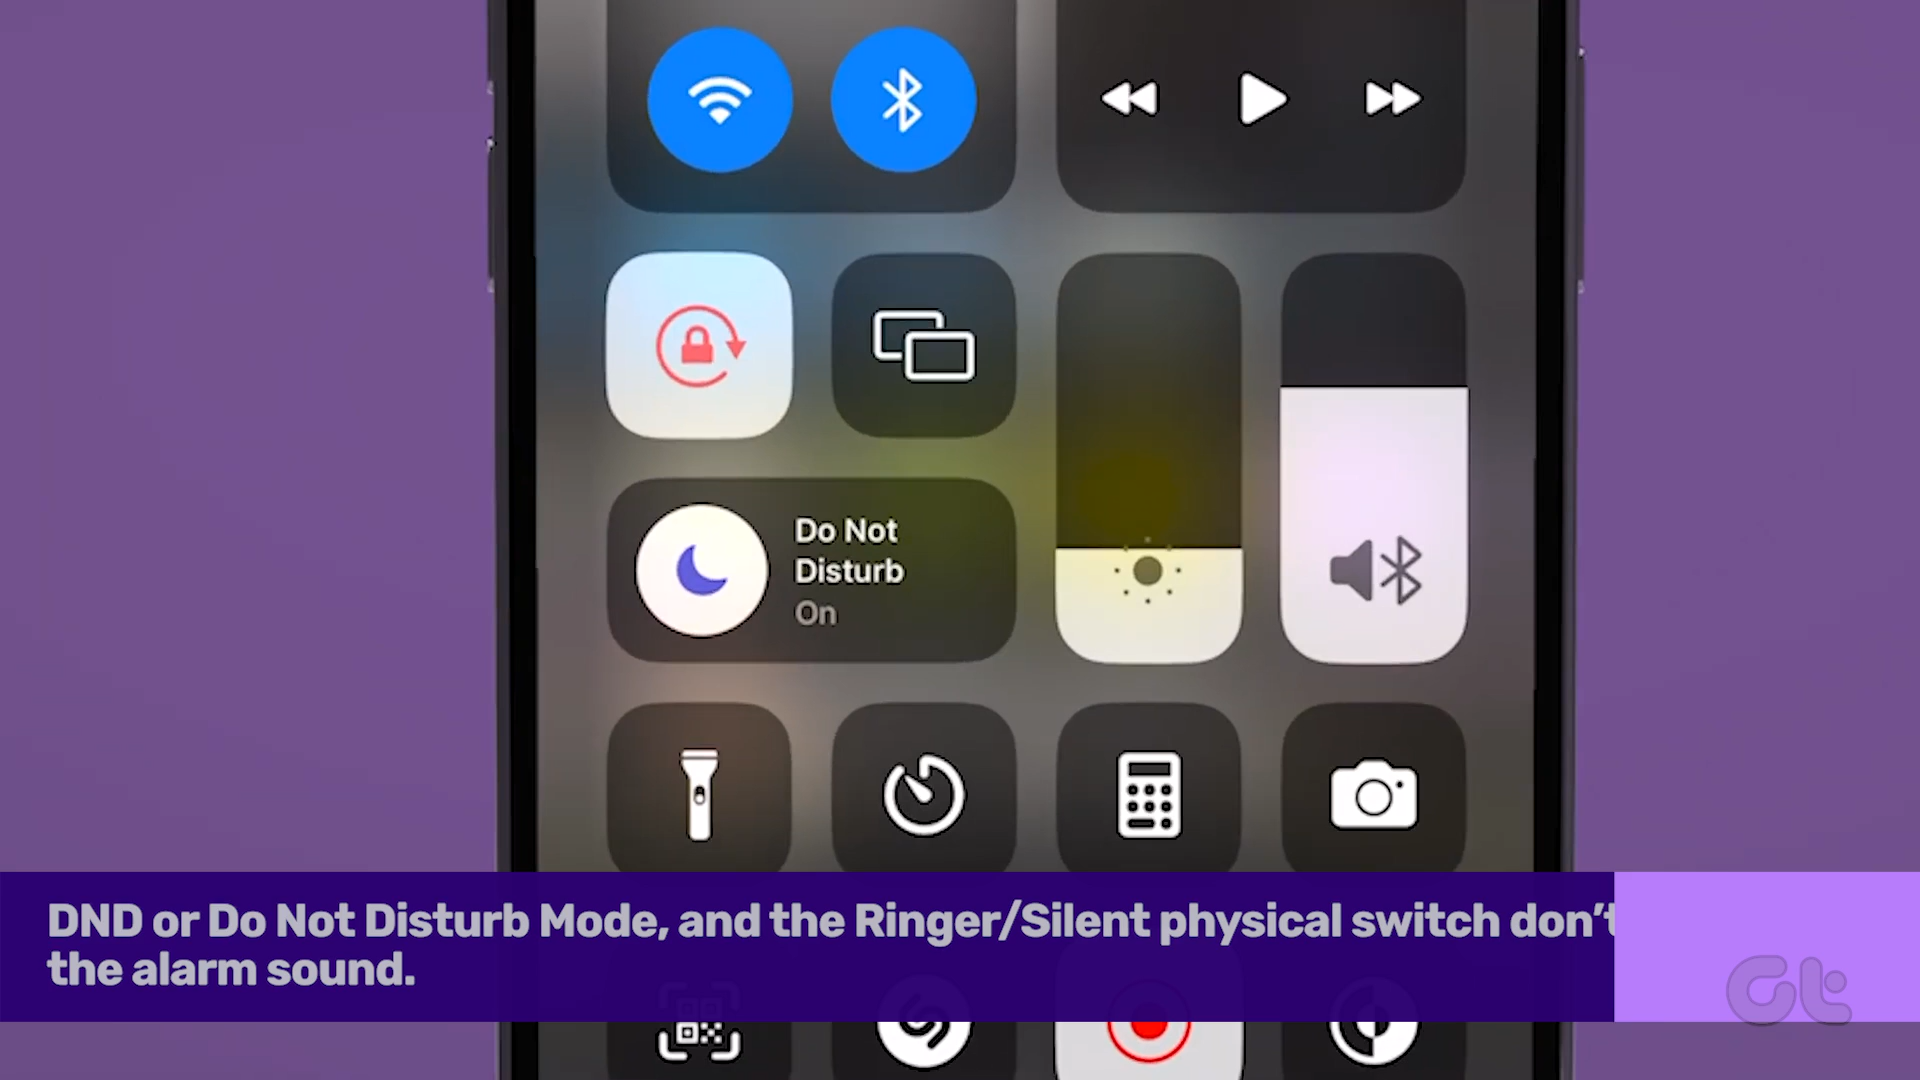 Do Not
Disturb
On
DND or Do Not Disturb Mode, and the Ringer/Silent physical switch don't
the alarm sound.
Gt